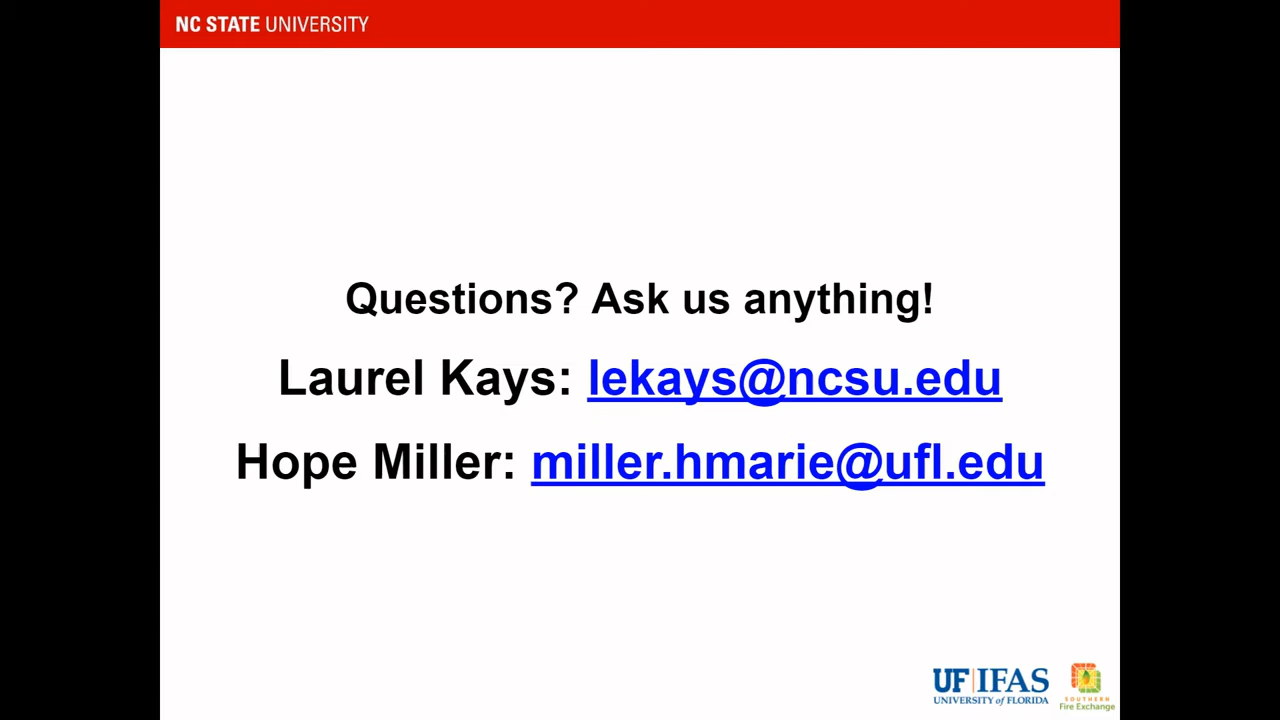 NC STATE UNIVERSITY
Questions? Ask us anything!
Laurel Kays: lekays@ncsu.edu
Hope Miller: miller.hmarie@ufl.edu
UF|IFAS
UNIVERSITY of FLORIDA
SOUTHERN
Fire Exchange